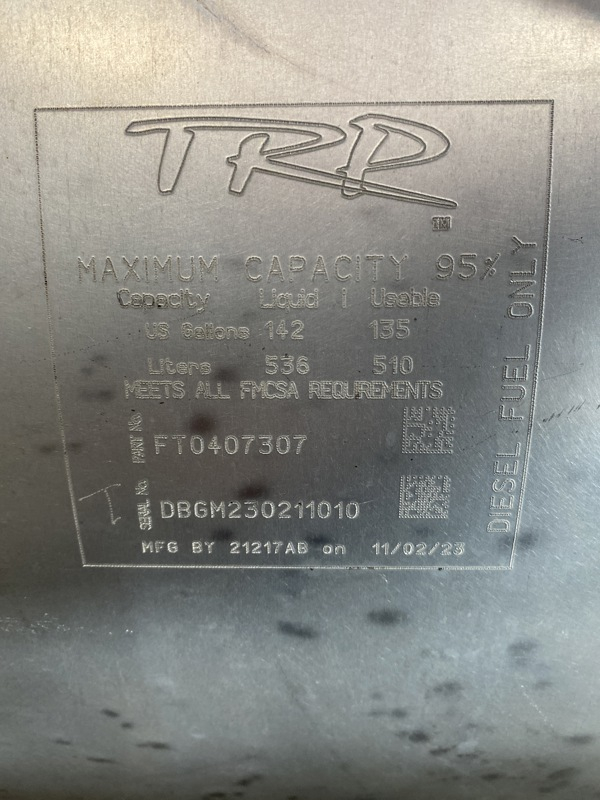 TRP
TM
MAXIMUM CAPACITY 95%
Capacity Liquid | Usable
US Gallons 142 135
Liters 536 510
MEETS ALL FMCSA REQUREMENTS
PART No. FT0407307
SERIAL No. DBGM230211010
T
MFG BY 21217AB on 11/02/23
DIESEL FUEL ONLY